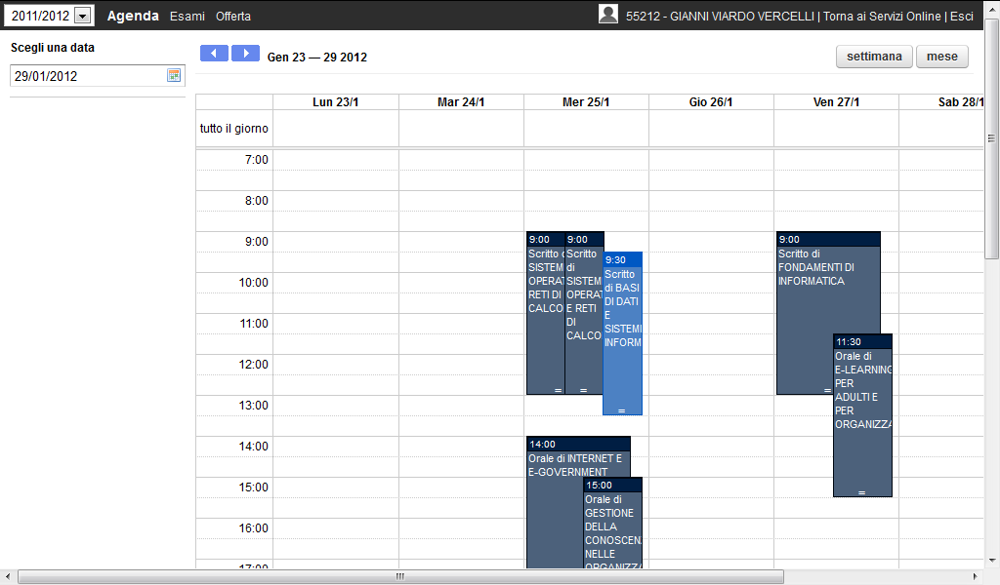 2011/2012 Agenda Esami Offerta 55212 - GIANNI VIARDO VERCELLI | Torna ai Servizi Online | Esci
Scegli una data
29/01/2012
Gen 23 — 29 2012
settimana mese
Lun 23/1 Mar 24/1 Mer 25/1 Gio 26/1 Ven 27/1 Sab 28/1
tutto il giorno
7:00
8:00
9:00
10:00
11:00
12:00
13:00
14:00
15:00
16:00
17:00
9:00
Scritto
SISTEM
OPERAT
RETI DI
CALCO
9:00
Scritto
di
SISTEM
OPERAT
E RETI
DI
CALCO
9:30
Scritto
di BASI
DI DATI
E
SISTEMI
INFORM
14:00
Orale di INTERNET E
E-GOVERNMENT
15:00
Orale di
GESTIONE
DELLA
CONOSCEN
NELLE
ORGANIZZA
9:00
Scritto di
FONDAMENTI DI
INFORMATICA
11:30
Orale di
E-LEARNING
PER
ADULTI E
PER
ORGANIZZA